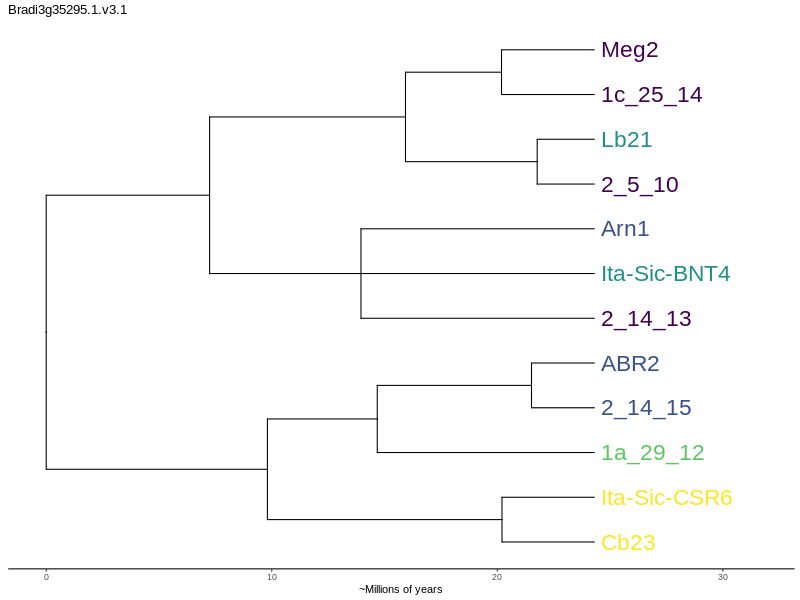 Bradi3g35295.1.v3.1
Meg2
1c_25_14
Lb21
2_5_10
Arn1
Ita-Sic-BNT4
2_14_13
ABR2
2_14_15
1a_29_12
Ita-Sic-CSR6
Cb23
0 10 20 30
~Millions of years